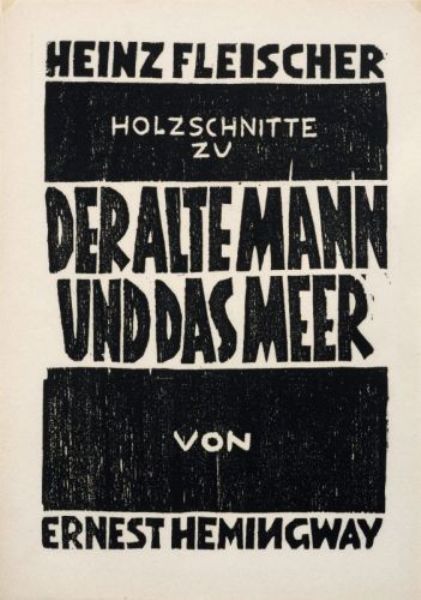 HEINZ FLEISCHER
HOLZSCHNITTE
ZU
DER ALTE MANN
UND DAS MEER
VON
ERNEST HEMINGWAY